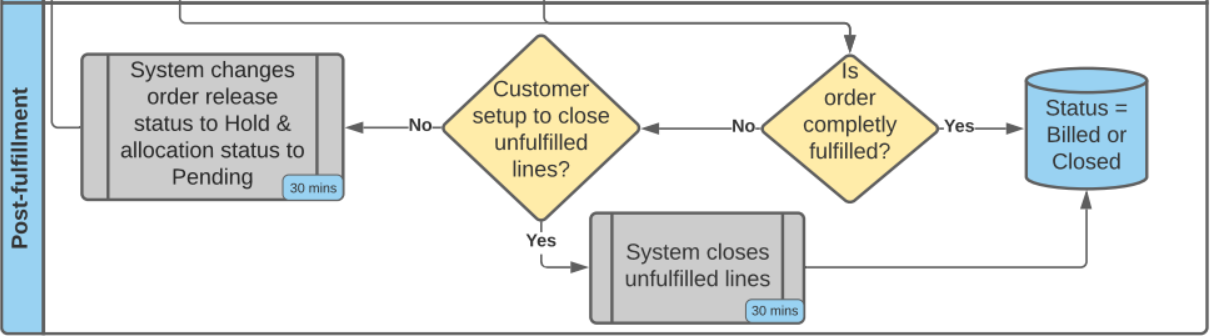 Post-fulfillment
System changes
order release
status to Hold &
allocation status to
Pending
30 mins
No
Customer
setup to close
unfulfilled
lines?
No
Is
order
completly
fulfilled?
Yes
Status =
Billed or
Closed
Yes
System closes
unfulfilled lines
30 mins